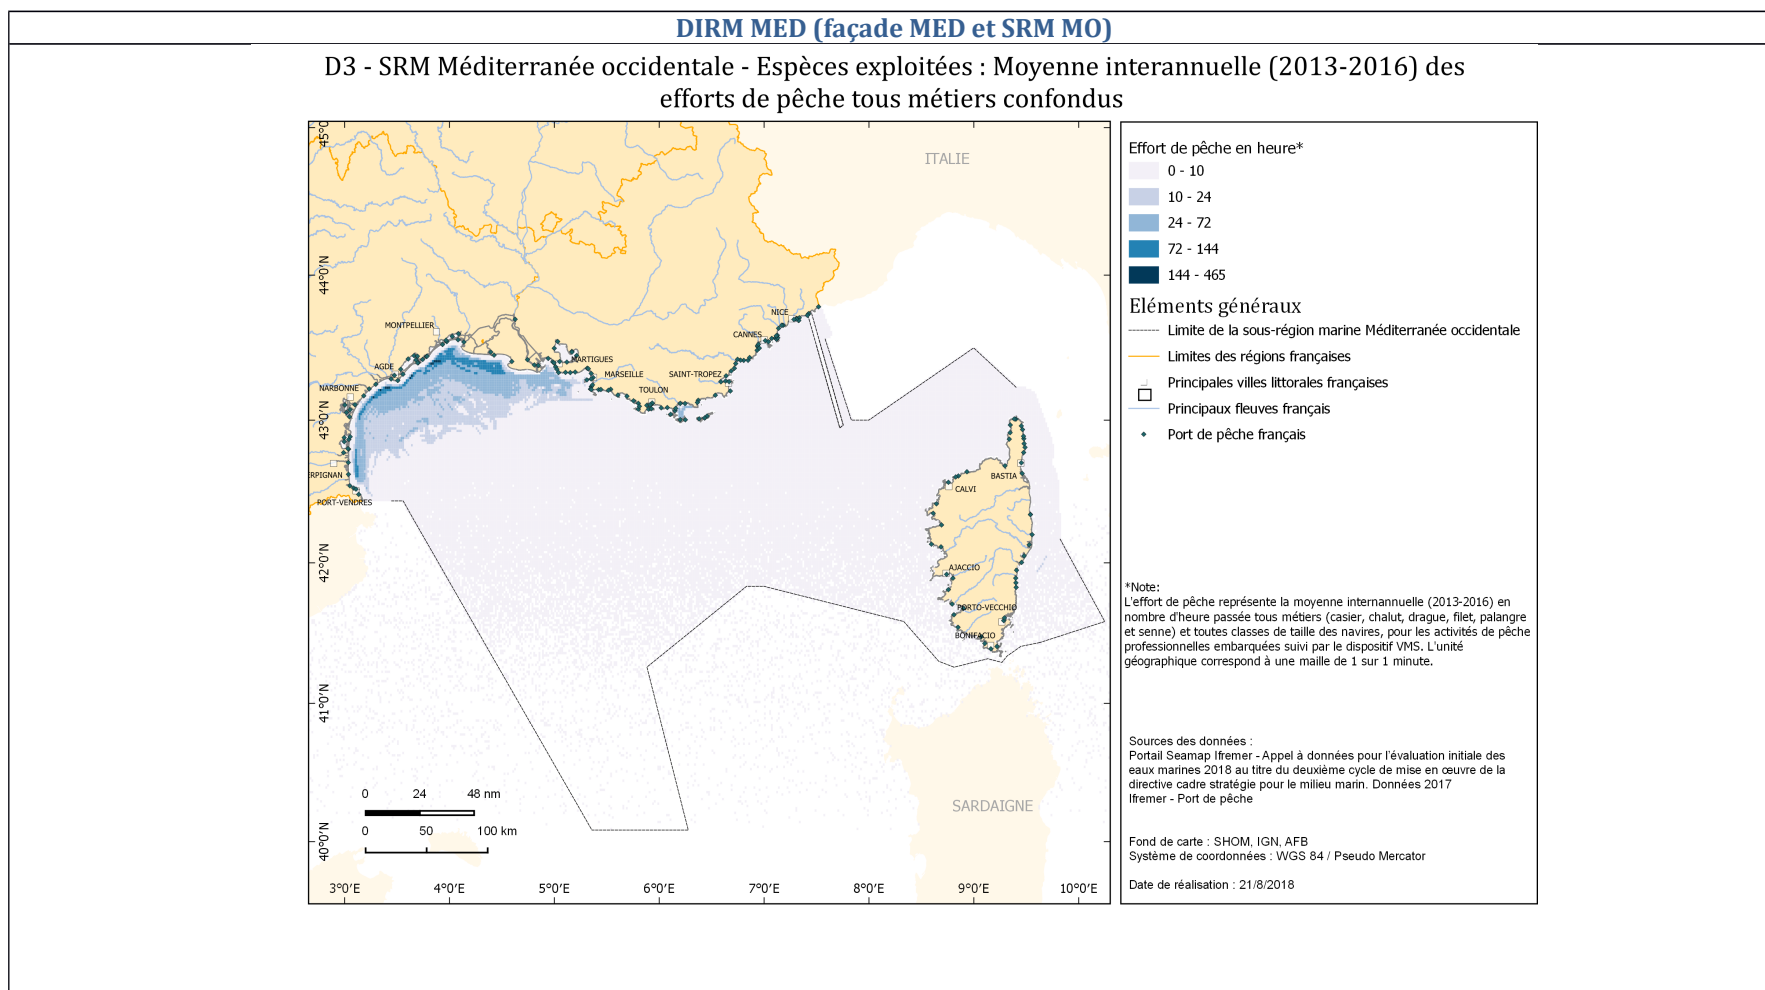 DIRM MED (façade MED et SRM MO)
D3 - SRM Méditerranée occidentale - Espèces exploitées : Moyenne interannuelle (2013-2016) des
efforts de pêche tous métiers confondus
45°0
44°0'N
43°0'N
42°0'N
41°0'N
40°0'N
ITALIE
NICE
CANNES
MONTPELLIER
MARTIGUES
AGDE
MARSEILLE
SAINT-TROPEZ
NARBONNE
TOULON
ERPIGNAN
PORT-VENDRES
BASTIA
CALVI
AJACCIO
PORTO-VECCHIO
BONIFACIO
SARDAIGNE
0 24 48 nm
0 50 100 km
3°0'E 4°0'E 5°0'E 6°0'E 7°0'E 8°0'E 9°0'E 10°0'E
Effort de pêche en heure*
0 - 10
10 - 24
24 - 72
72 - 144
144 - 465
Eléments généraux
Limite de la sous-région marine Méditerranée occidentale
Limites des régions françaises
Principales villes littorales françaises
Principaux fleuves français
Port de pêche français
*Note:
L'effort de pêche représente la moyenne internannuelle (2013-2016) en
nombre d'heure passée tous métiers (casier, chalut, drague, filet, palangre
et senne) et toutes classes de taille des navires, pour les activités de pêche
professionnelles embarquées suivi par le dispositif VMS. L'unité
géographique correspond à une maille de 1 sur 1 minute.
Sources des données :
Portail Seamap Ifremer - Appel à données pour l'évaluation initiale des
eaux marines 2018 au titre du deuxième cycle de mise en œuvre de la
directive cadre stratégie pour le milieu marin. Données 2017
Ifremer - Port de pêche
Fond de carte : SHOM, IGN, AFB
Système de coordonnées : WGS 84 / Pseudo Mercator
Date de réalisation : 21/8/2018